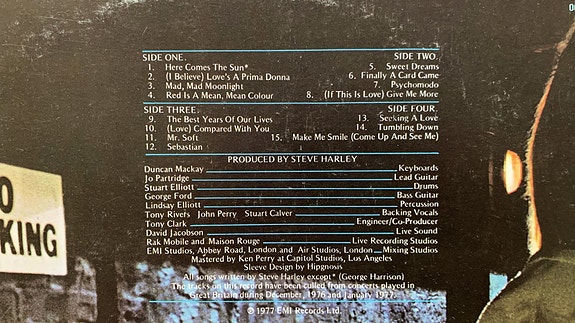 SIDE ONE.
1. Here Comes The Sun*
2. (I Believe) Love's A Prima Donna
3. Mad, Mad Moonlight
4. Red Is A Mean, Mean Colour
SIDE TWO.
5. Sweet Dreams
6. Finally A Card Came
7. Psychomodo
8. (If This Is Love) Give Me More
SIDE THREE.
9. The Best Years Of Our Lives
10. (Love) Compared With You
11. Mr. Soft
12. Sebastian
SIDE FOUR.
13. Seeking A Love
14. Tumbling Down
15. Make Me Smile (Come Up And See Me)
PRODUCED BY STEVE HARLEY
Duncan Mackay Keyboards
Jo Partridge Lead Guitar
Stuart Elliott Drums
George Ford Bass Guitar
Lindsay Elliott Percussion
Tony Rivers John Perry Stuart Calver Backing Vocals
Tony Clark Engineer/Co-Producer
David Jacobson Live Sound
Rak Mobile and Maison Rouge Live Recording Studios
EMI Studios, Abbey Road, London and Air Studios, London Mixing Studios
Mastered by Ken Perry at Capitol Studios, Los Angeles
Sleeve Design by Hipgnosis
All songs written by Steve Harley except* (George Harrison)
The tracks on this record have been culled from concerts played in
Great Britain during December, 1976 and January 1977.
© 1977 EMI Records Ltd.
KING